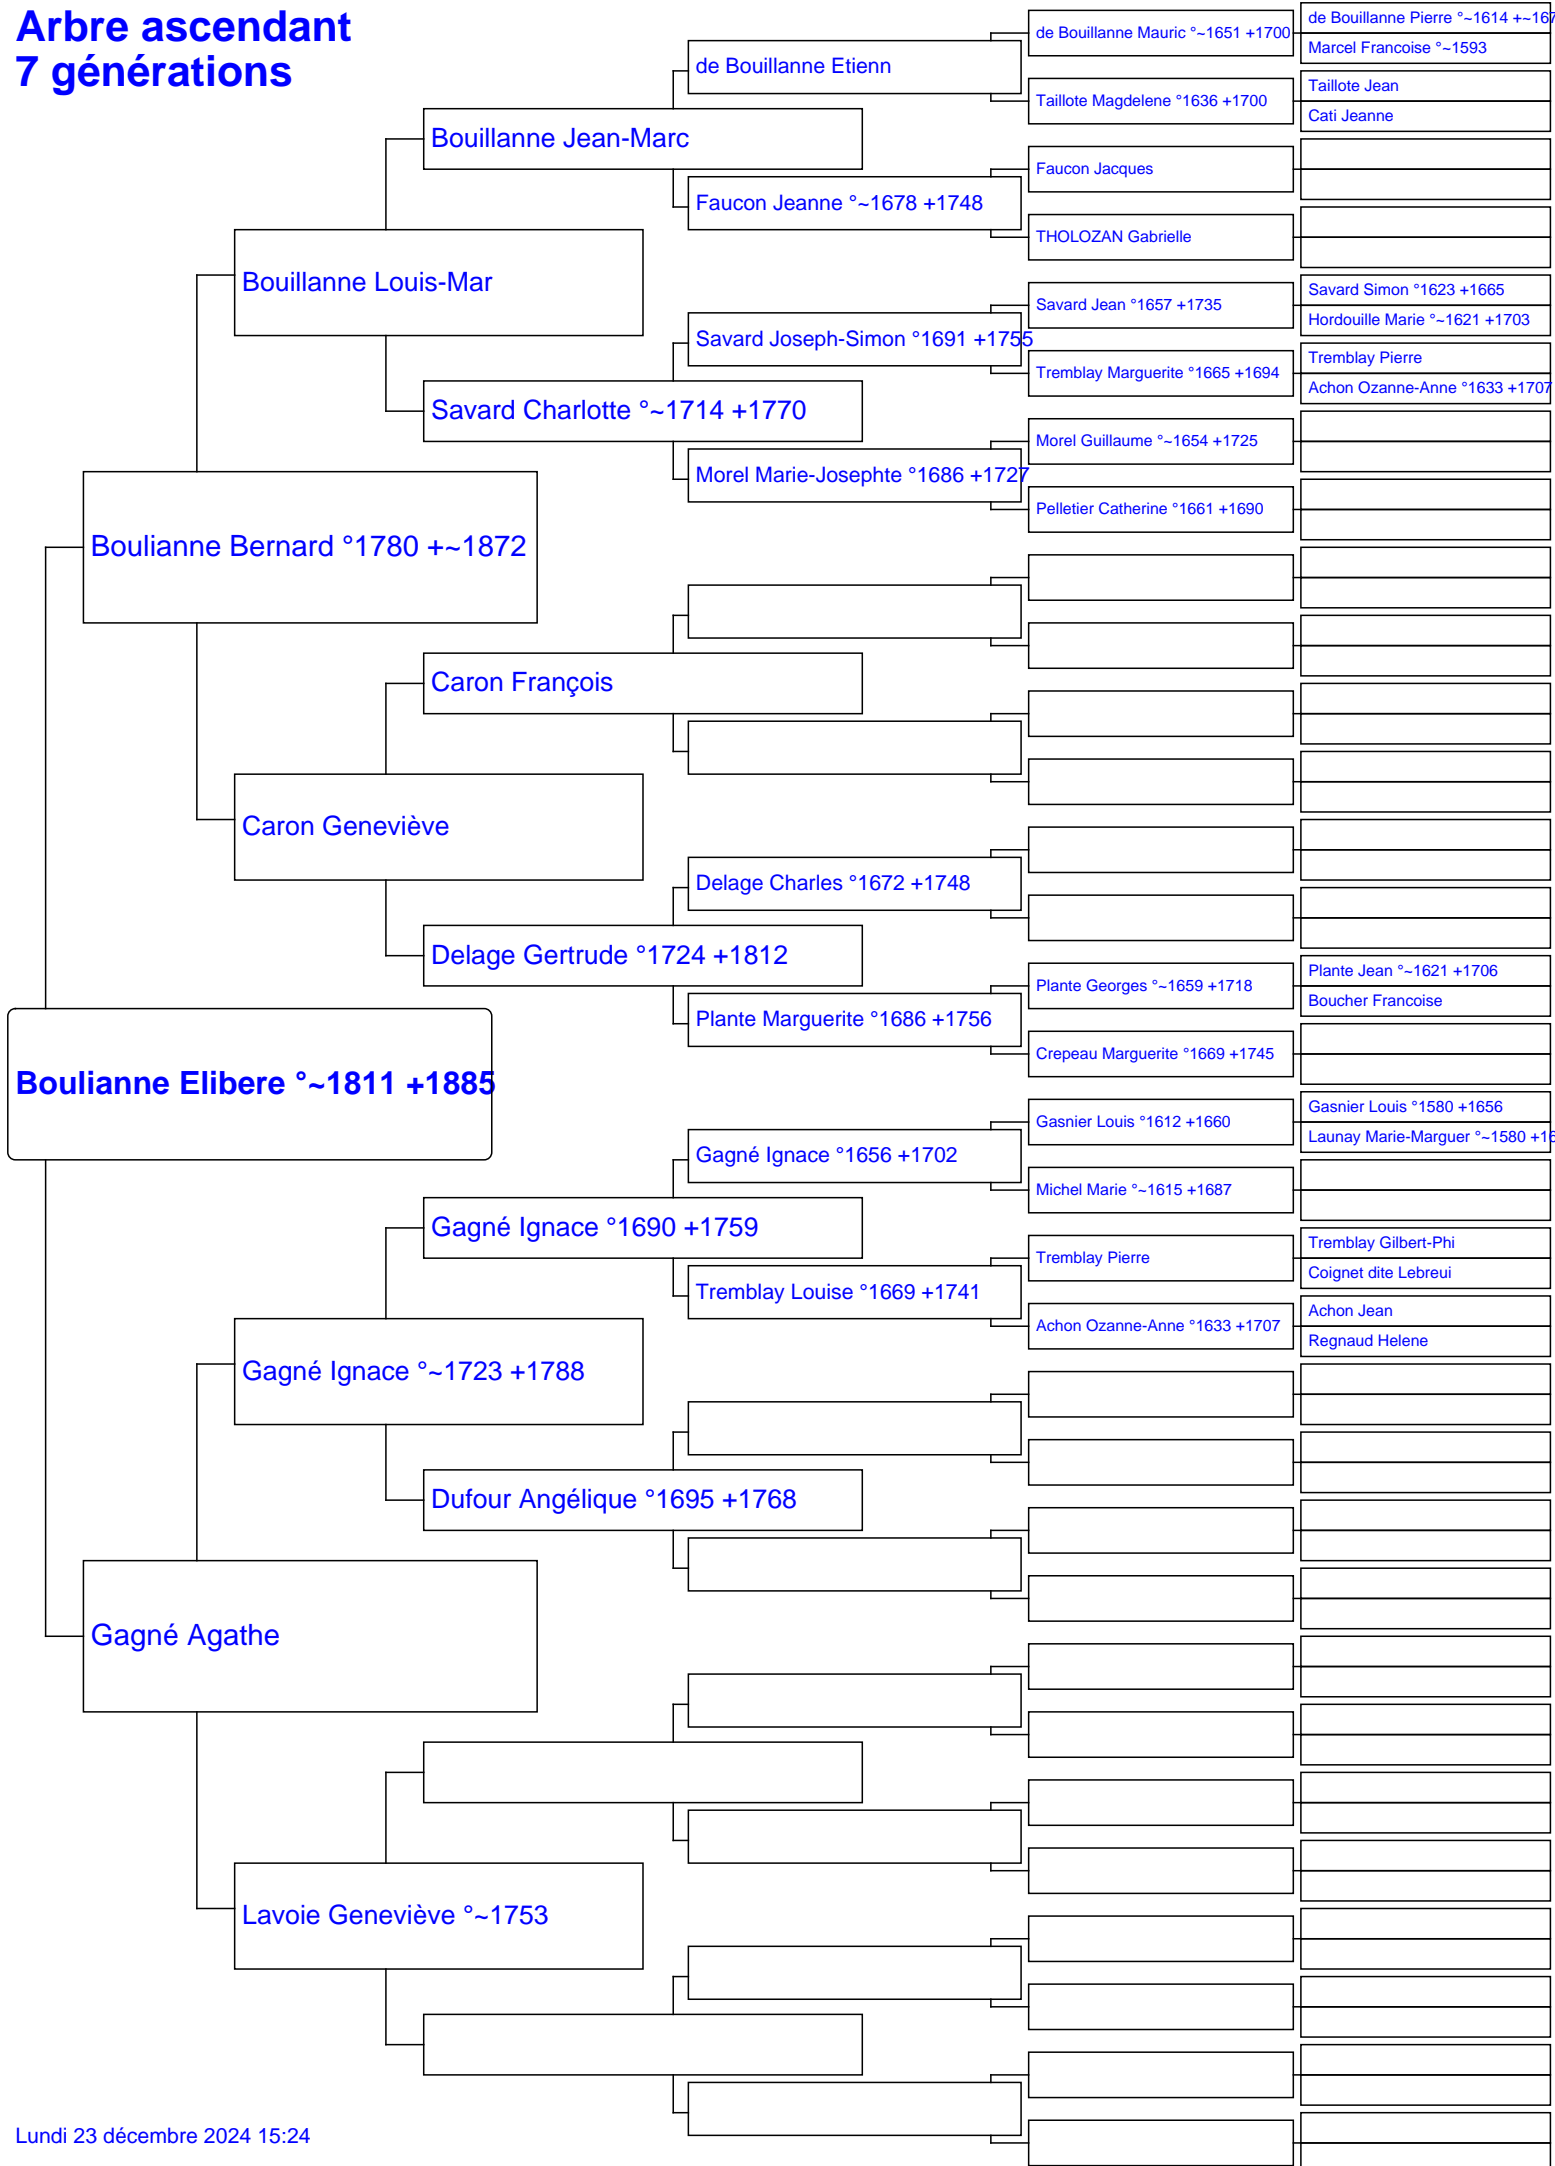 Arbre ascendant
7 générations
de Bouillanne Pierre °~1614 +~167
de Bouillanne Mauric °~1651 +1700
Marcel Francoise °~1593
de Bouillanne Etienn
Taillote Jean
Taillote Magdelene °1636 +1700
Cati Jeanne
Bouillanne Jean-Marc
Faucon Jacques
Faucon Jeanne °~1678 +1748
THOLOZAN Gabrielle
Bouillanne Louis-Mar
Savard Simon °1623 +1665
Savard Jean °1657 +1735
Hordouille Marie °~1621 +1703
Savard Joseph-Simon °1691 +1755
Tremblay Pierre
Tremblay Marguerite °1665 +1694
Achon Ozanne-Anne °1633 +1707
Savard Charlotte °~1714 +1770
Morel Guillaume °~1654 +1725
Morel Marie-Josephte °1686 +1727
Pelletier Catherine °1661 +1690
Boulianne Bernard °1780 +~1872
Caron François
Caron Geneviève
Delage Charles °1672 +1748
Delage Gertrude °1724 +1812
Plante Jean °~1621 +1706
Plante Georges °~1659 +1718
Boucher Francoise
Plante Marguerite °1686 +1756
Crepeau Marguerite °1669 +1745
Boulianne Elibere °~1811 +1885
Gasnier Louis °1580 +1656
Gasnier Louis °1612 +1660
Launay Marie-Marguer °~1580 +16
Gagné Ignace °1656 +1702
Michel Marie °~1615 +1687
Gagné Ignace °1690 +1759
Tremblay Gilbert-Phi
Tremblay Pierre
Coignet dite Lebreui
Tremblay Louise °1669 +1741
Achon Jean
Achon Ozanne-Anne °1633 +1707
Regnaud Helene
Gagné Ignace °~1723 +1788
Dufour Angélique °1695 +1768
Gagné Agathe
Lavoie Geneviève °~1753
Lundi 23 décembre 2024 15:24